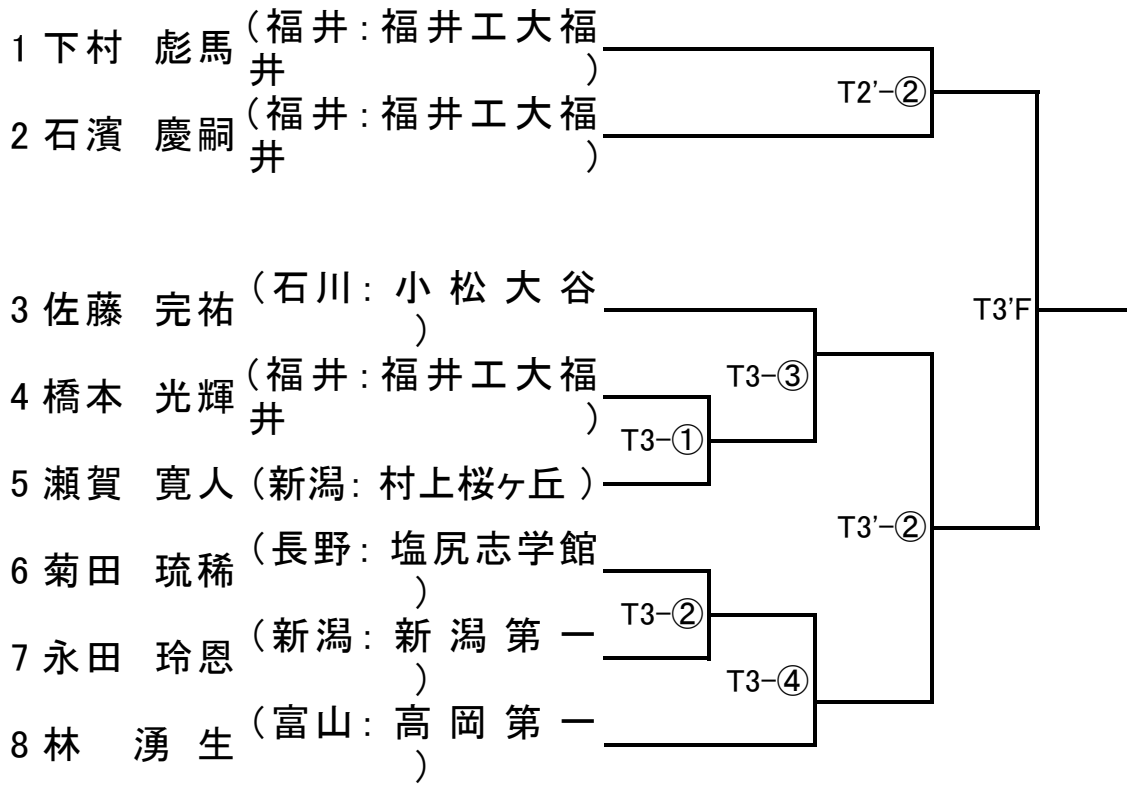 1 下村 彪馬 (福井:福井工大福井)
T2'-②
2 石濱 慶嗣 (福井:福井工大福井)
3 佐藤 完祐 (石川:小松大谷)
T3'F
4 橋本 光輝 (福井:福井工大福井)
T3-③
T3-①
5 瀬賀 寛人 (新潟:村上桜ヶ丘)
T3'-②
6 菊田 琉稀 (長野:塩尻志学館)
T3-②
7 永田 玲恩 (新潟:新潟第一)
T3-④
8 林 湧生 (富山:高岡第一)